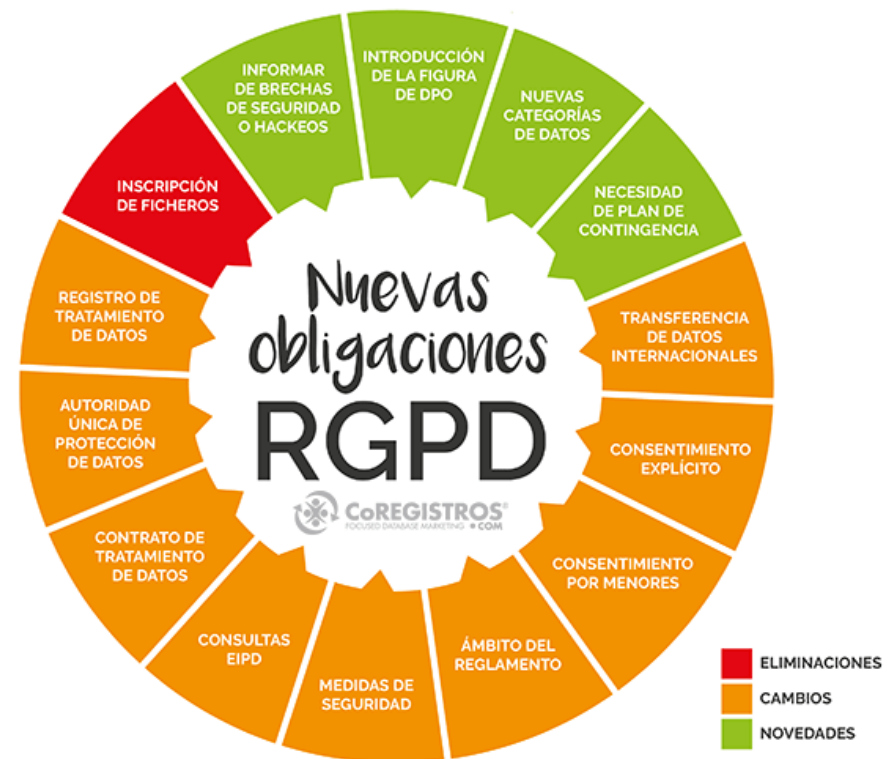 INFORMAR
DE BRECHAS
DE SEGURIDAD
O HACKEOS
INTRODUCCIÓN
DE LA FIGURA
DE DPO
NUEVAS
CATEGORÍAS
DE DATOS
NECESIDAD
DE PLAN DE
CONTINGENCIA
TRANSFERENCIA
DE DATOS
INTERNACIONALES
CONSENTIMIENTO
EXPLÍCITO
CONSENTIMIENTO
POR MENORES
ÁMBITO DEL
REGLAMENTO
MEDIDAS DE
SEGURIDAD
CONSULTAS
EIPD
CONTRATO DE
TRATAMIENTO
DE DATOS
AUTORIDAD
ÚNICA DE
PROTECCIÓN
DE DATOS
REGISTRO DE
TRATAMIENTO
DE DATOS
INSCRIPCIÓN
DE FICHEROS
Nuevas
obligaciones
RGPD
CoREGISTROS®
FOCUSED DATABASE MARKETING • COM
ELIMINACIONES
CAMBIOS
NOVEDADES